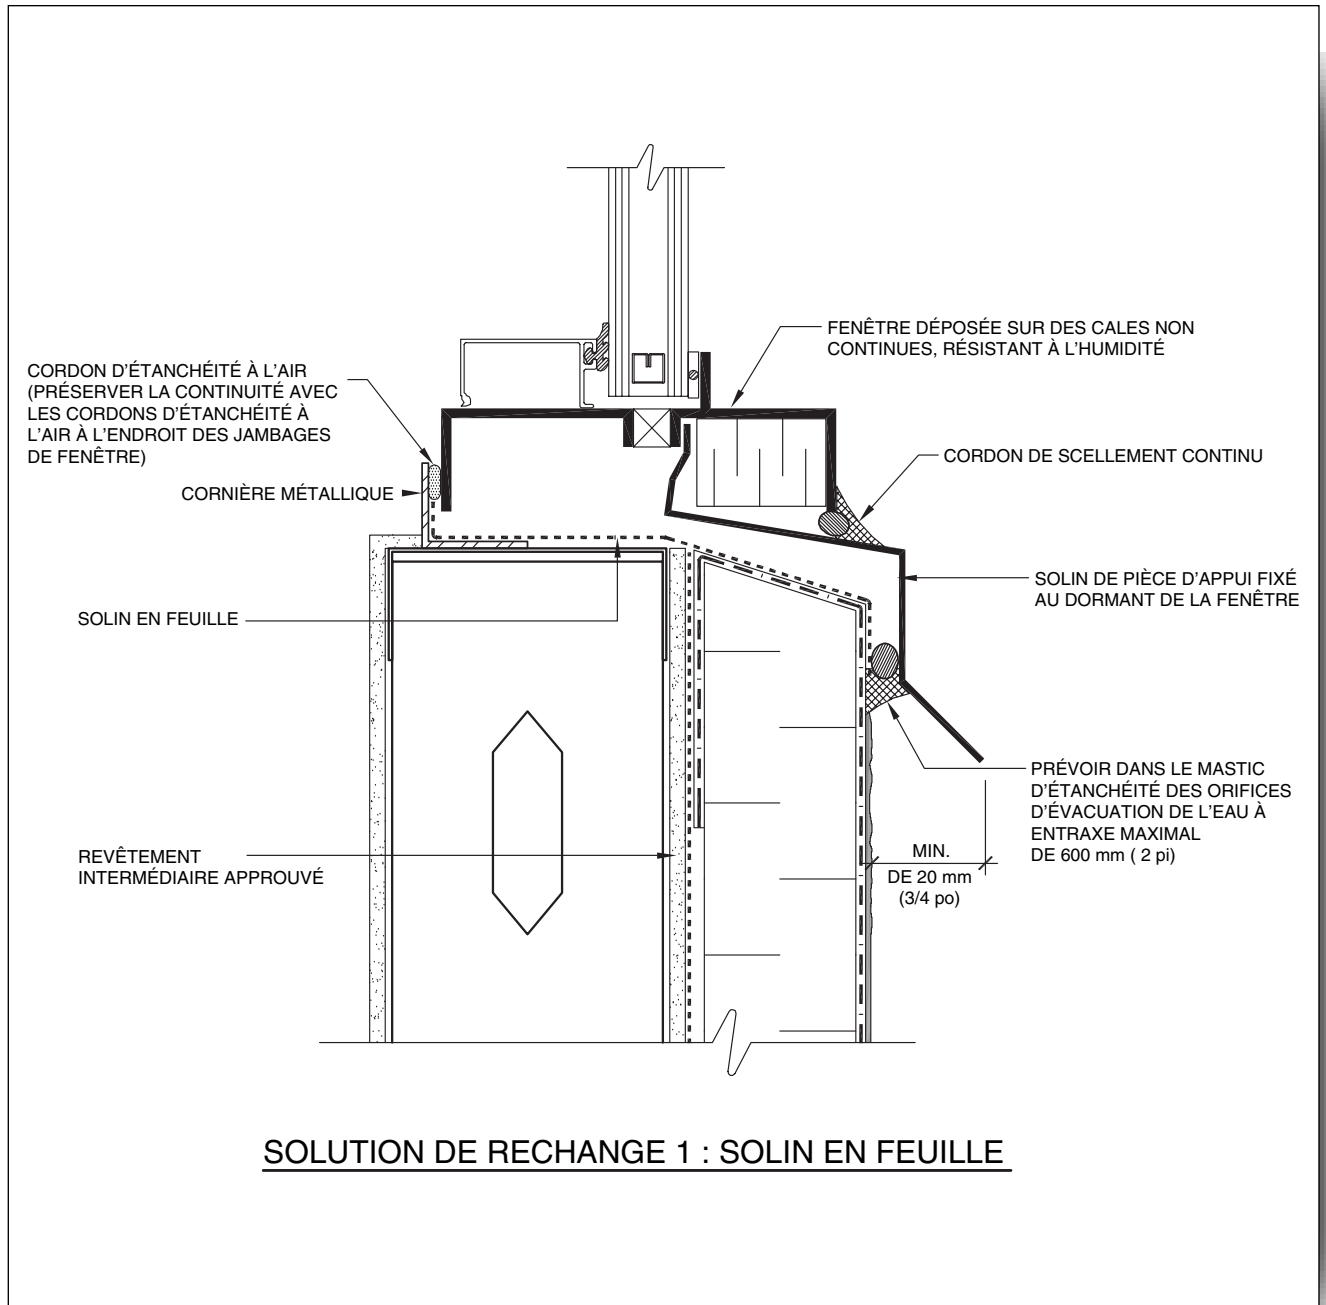 FENÊTRE DÉPOSÉE SUR DES CALES NON
CONTINUES, RÉSISTANT À L'HUMIDITÉ
CORDON D'ÉTANCHÉITÉ À L'AIR
(PRÉSERVER LA CONTINUITÉ AVEC
LES CORDONS D'ÉTANCHÉITÉ À
L'AIR À L'ENDROIT DES JAMBAGES
DE FENÊTRE)
CORDON DE SCELLEMENT CONTINU
CORNIÈRE MÉTALLIQUE
SOLIN DE PIÈCE D'APPUI FIXÉ
AU DORMANT DE LA FENÊTRE
SOLIN EN FEUILLE
PRÉVOIR DANS LE MASTIC
D'ÉTANCHÉITÉ DES ORIFICES
D'ÉVACUATION DE L'EAU À
ENTRAXE MAXIMAL
DE 600 mm ( 2 pi)
REVÊTEMENT
INTERMÉDIAIRE APPROUVÉ
MIN.
DE 20 mm
(3/4 po)
SOLUTION DE RECHANGE 1 : SOLIN EN FEUILLE